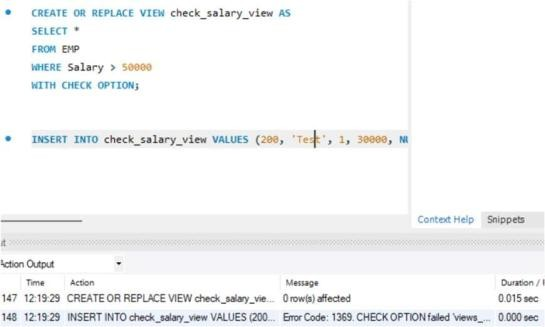 CREATE OR REPLACE VIEW check_salary_view AS
SELECT *
FROM EMP
WHERE Salary > 50000
WITH CHECK OPTION;
INSERT INTO check_salary_view VALUES (200, 'Test', 1, 30000,
Context Help Snippets
Action Output
Time Action Message Duration /
147 12:19:29 CREATE OR REPLACE VIEW check_salary_vie... 0 row(s) affected 0.015 sec
148 12:19:29 INSERT INTO check_salary_view VALUES (200... Error Code: 1369. CHECK OPTION failed 'views_... 0.000 sec